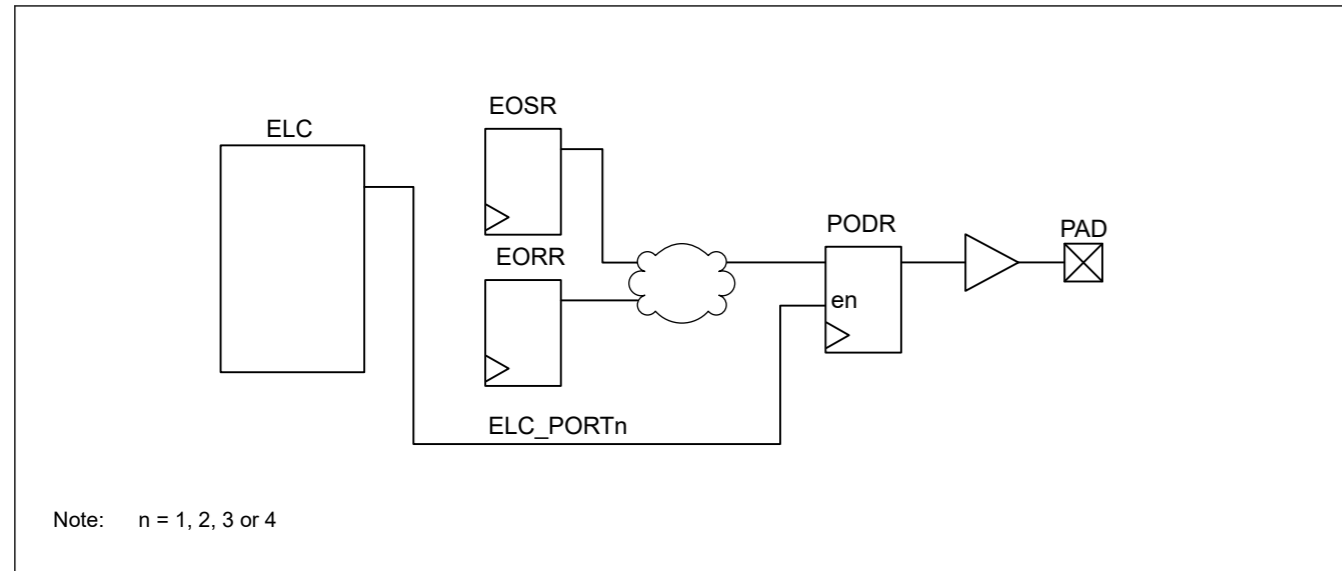 EOSR
ELC
PODR
PAD
EORR
en
ELC_PORTn
Note: n = 1, 2, 3 or 4